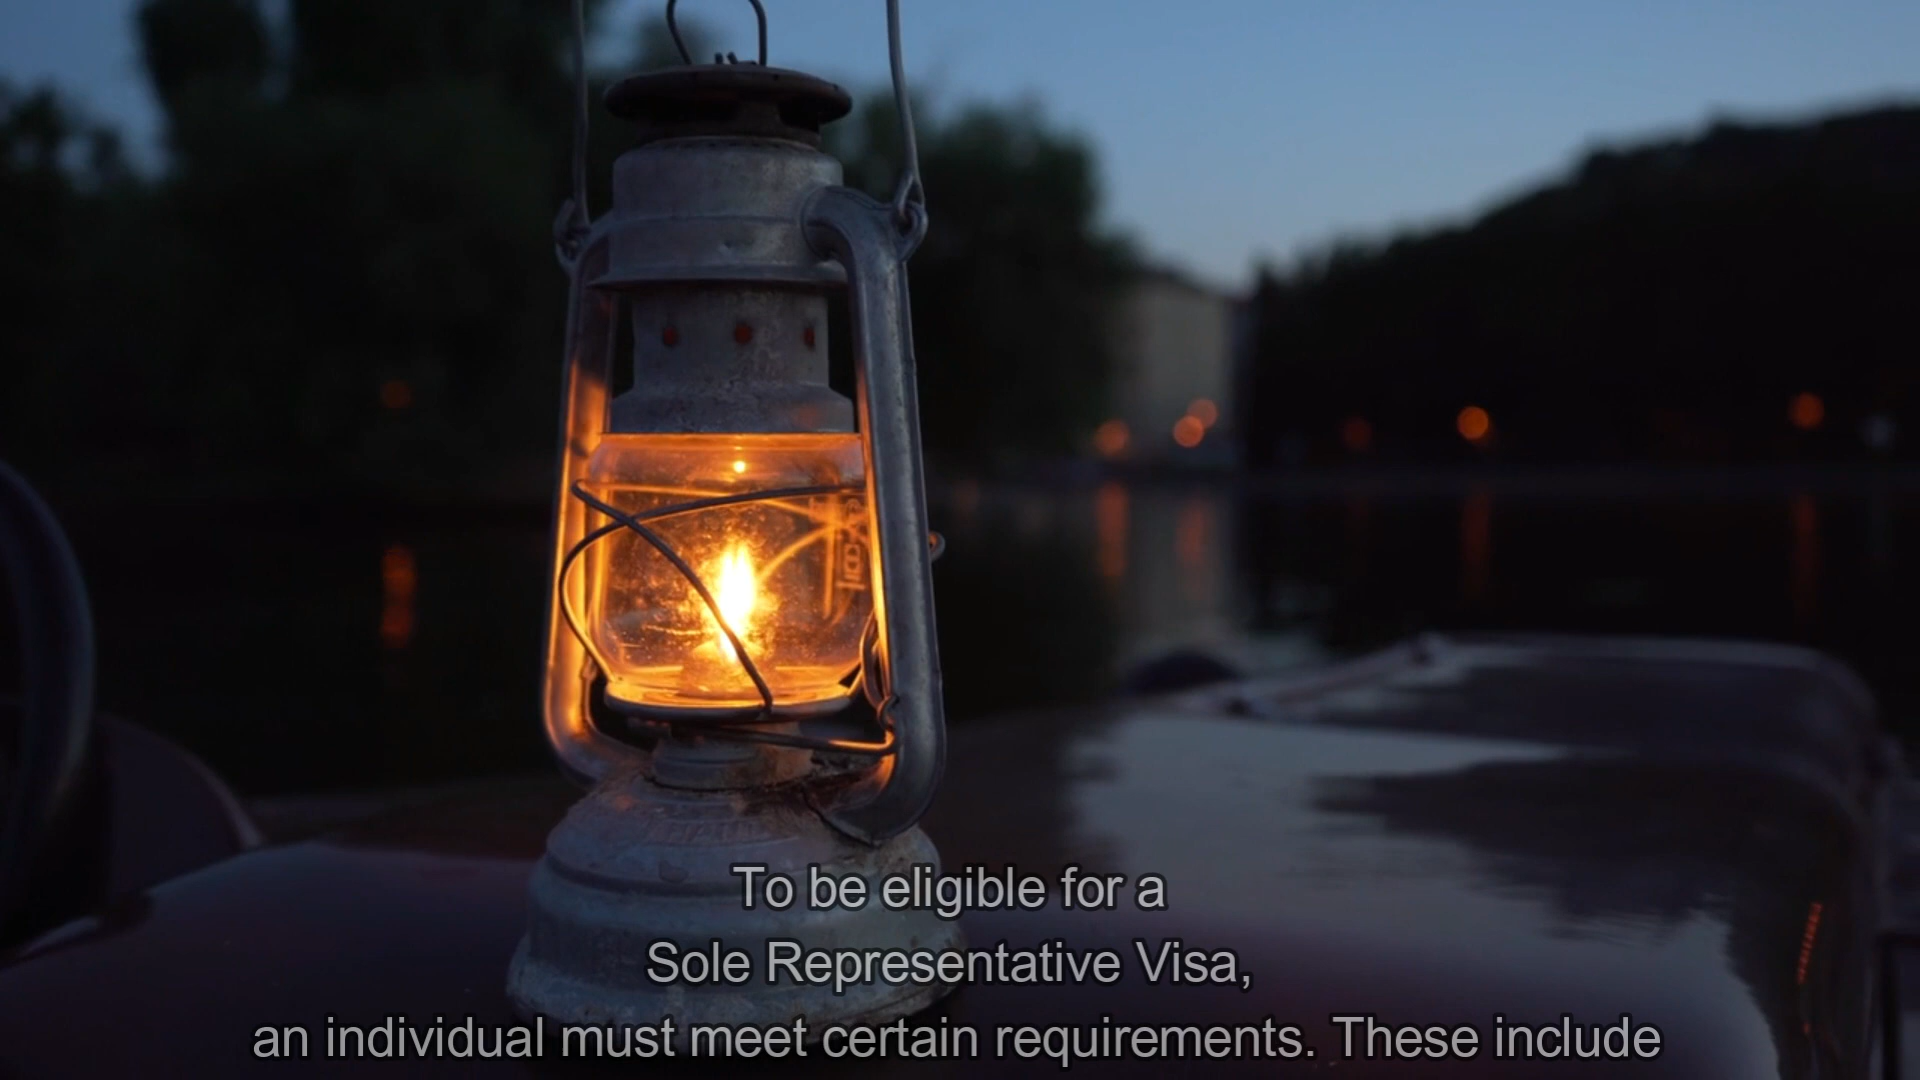 To be eligible for a
Sole Representative Visa,
an individual must meet certain requirements. These include